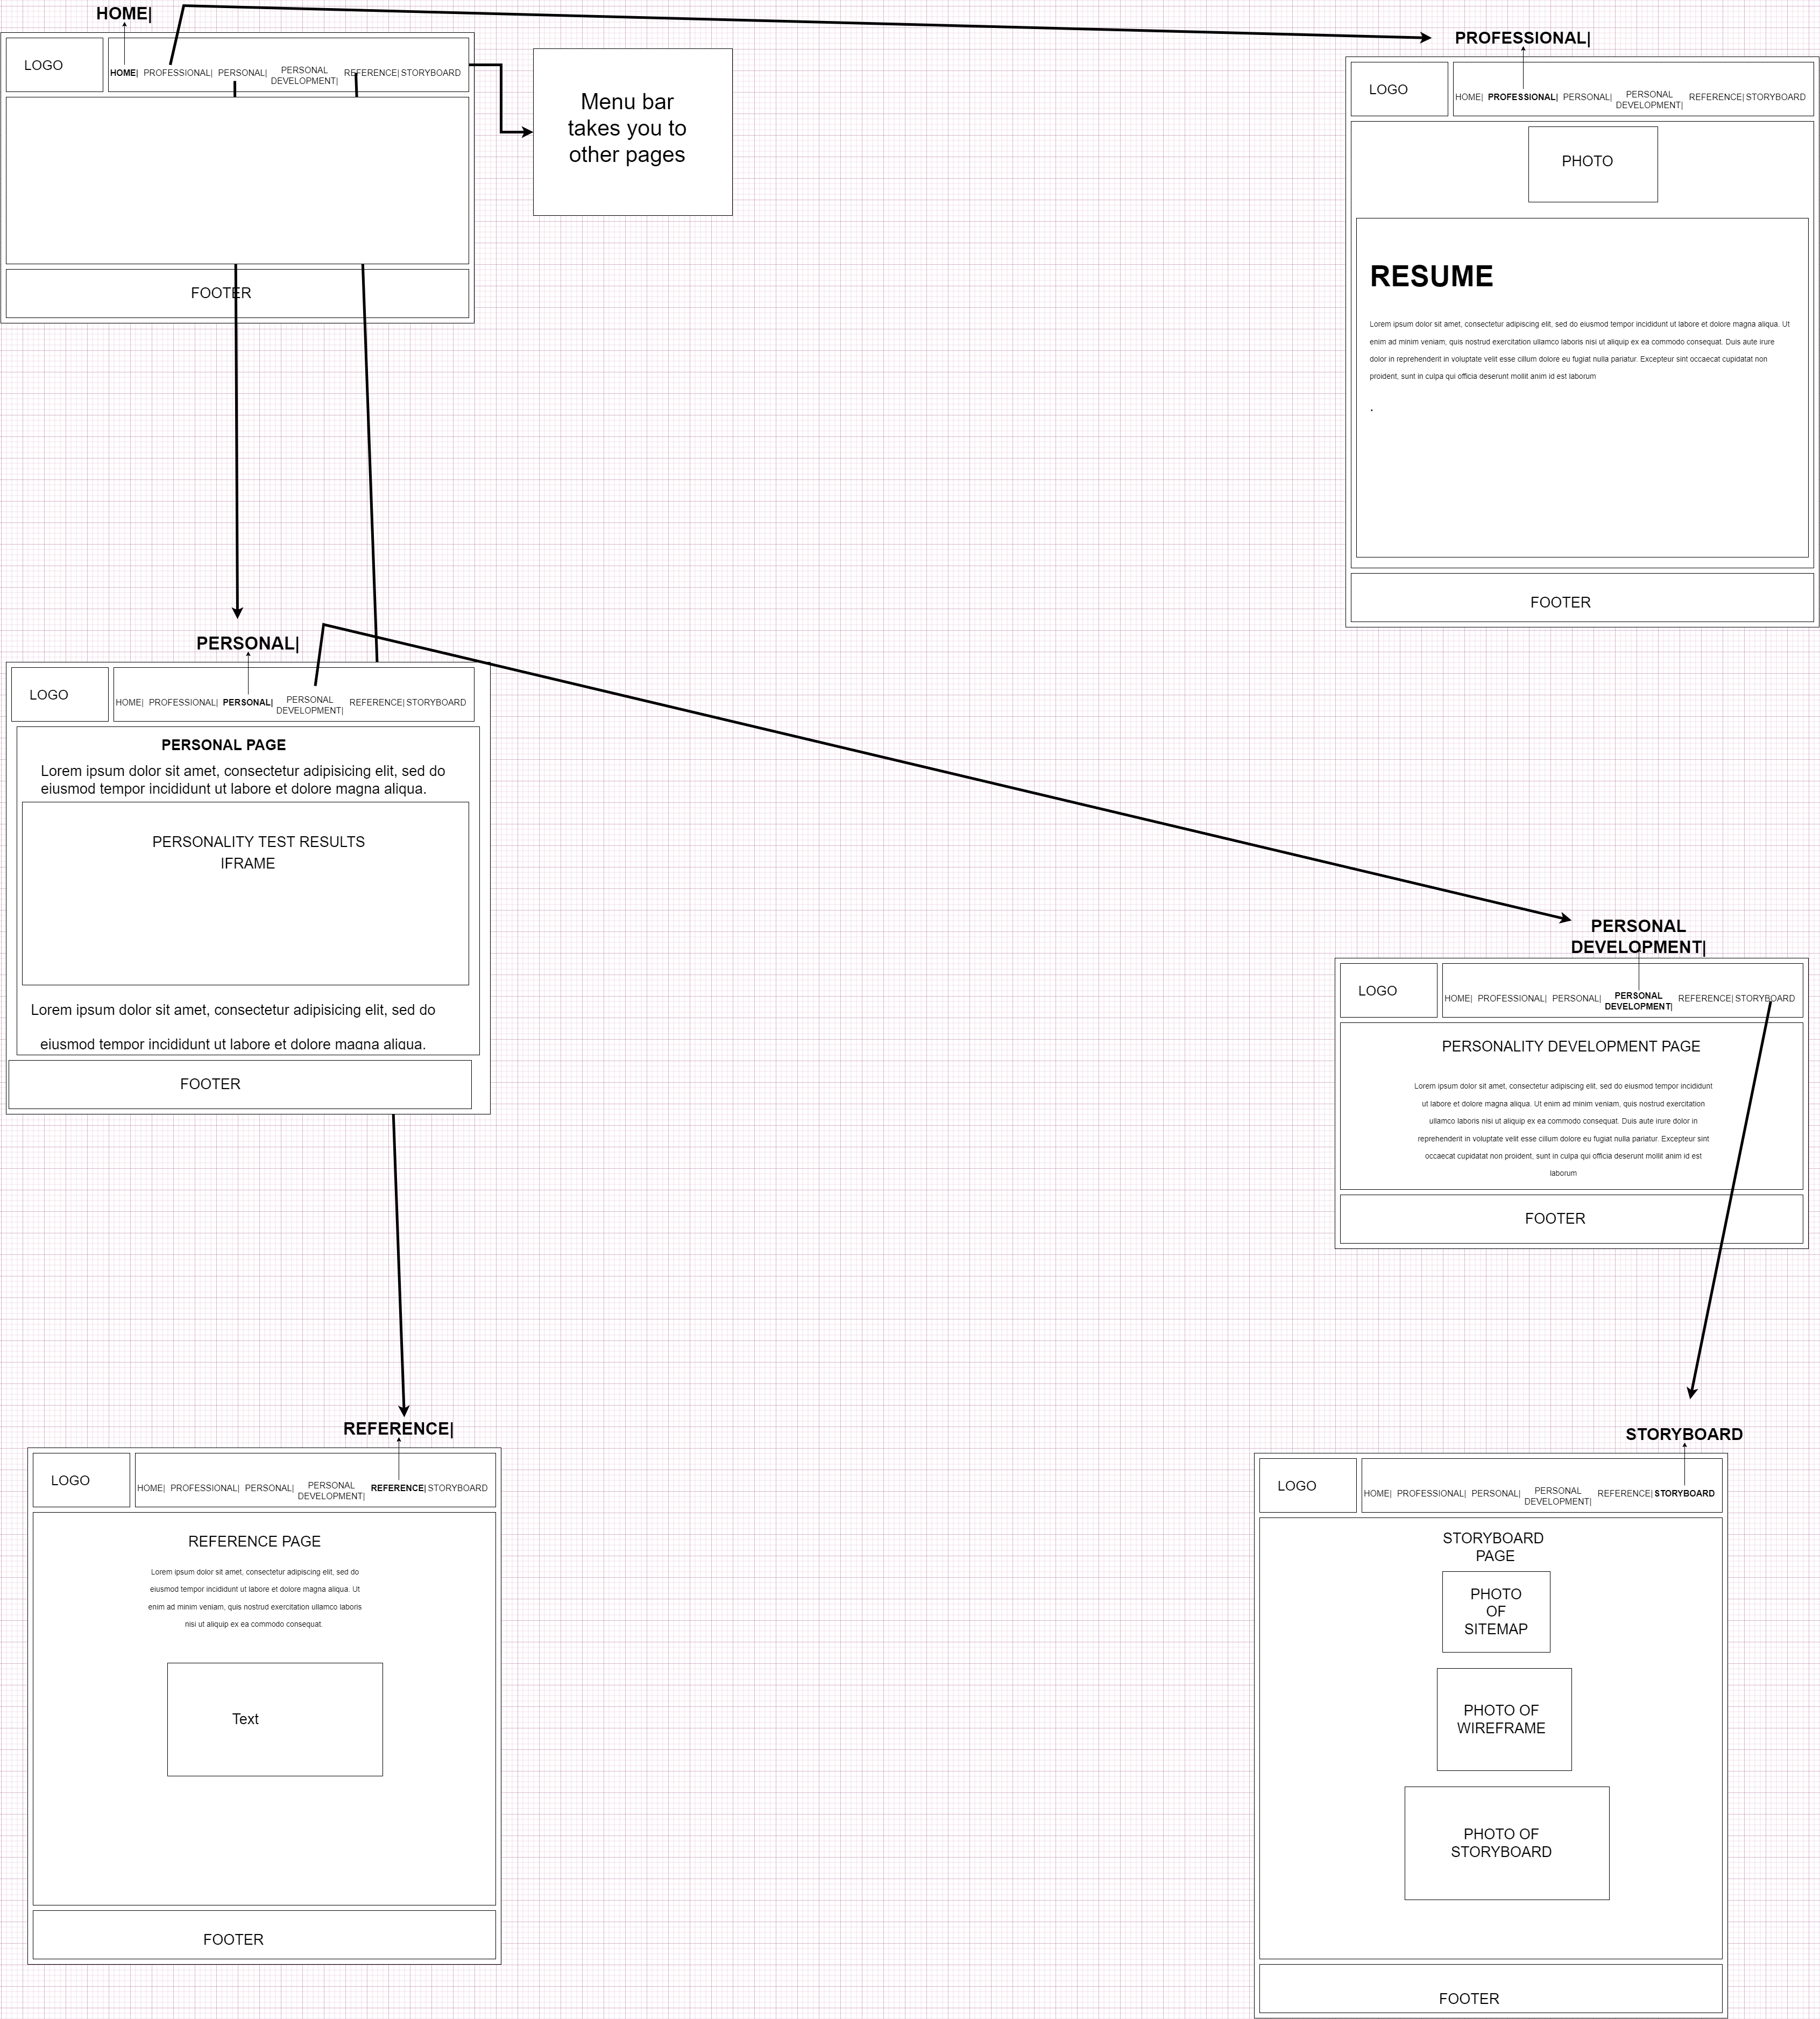 HOME|
LOGO
HOME| PROFESSIONAL| PERSONAL| PERSONAL DEVELOPMENT| REFERENCE| STORYBOARD
Menu bar
takes you to
other pages
FOOTER
PROFESSIONAL|
LOGO
HOME| PROFESSIONAL| PERSONAL| PERSONAL DEVELOPMENT| REFERENCE| STORYBOARD
PHOTO
RESUME
Lorem ipsum dolor sit amet, consectetur adipiscing elit, sed do eiusmod tempor incididunt ut labore et dolore magna aliqua. Ut
enim ad minim veniam, quis nostrud exercitation ullamco laboris nisi ut aliquip ex ea commodo consequat. Duis aute irure
dolor in reprehenderit in voluptate velit esse cillum dolore eu fugiat nulla pariatur. Excepteur sint occaecat cupidatat non
proident, sunt in culpa qui officia deserunt mollit anim id est laborum
.
FOOTER
PERSONAL|
LOGO
HOME| PROFESSIONAL| PERSONAL| PERSONAL DEVELOPMENT| REFERENCE| STORYBOARD
PERSONAL PAGE
Lorem ipsum dolor sit amet, consectetur adipisicing elit, sed do
eiusmod tempor incididunt ut labore et dolore magna aliqua.
PERSONALITY TEST RESULTS
IFRAME
Lorem ipsum dolor sit amet, consectetur adipisicing elit, sed do
eiusmod tempor incididunt ut labore et dolore magna aliqua.
FOOTER
PERSONAL
DEVELOPMENT|
LOGO
HOME| PROFESSIONAL| PERSONAL| PERSONAL DEVELOPMENT| REFERENCE| STORYBOARD
PERSONALITY DEVELOPMENT PAGE
Lorem ipsum dolor sit amet, consectetur adipiscing elit, sed do eiusmod tempor incididunt
ut labore et dolore magna aliqua. Ut enim ad minim veniam, quis nostrud exercitation
ullamco laboris nisi ut aliquip ex ea commodo consequat. Duis aute irure dolor in
reprehenderit in voluptate velit esse cillum dolore eu fugiat nulla pariatur. Excepteur sint
occaecat cupidatat non proident, sunt in culpa qui officia deserunt mollit anim id est
laborum
FOOTER
REFERENCE|
LOGO
HOME| PROFESSIONAL| PERSONAL| PERSONAL DEVELOPMENT| REFERENCE| STORYBOARD
REFERENCE PAGE
Lorem ipsum dolor sit amet, consectetur adipiscing elit, sed do
eiusmod tempor incididunt ut labore et dolore magna aliqua. Ut
enim ad minim veniam, quis nostrud exercitation ullamco laboris
nisi ut aliquip ex ea commodo consequat.
Text
FOOTER
STORYBOARD
LOGO
HOME| PROFESSIONAL| PERSONAL| PERSONAL DEVELOPMENT| REFERENCE| STORYBOARD
STORYBOARD
PAGE
PHOTO
OF
SITEMAP
PHOTO OF
WIREFRAME
PHOTO OF
STORYBOARD
FOOTER